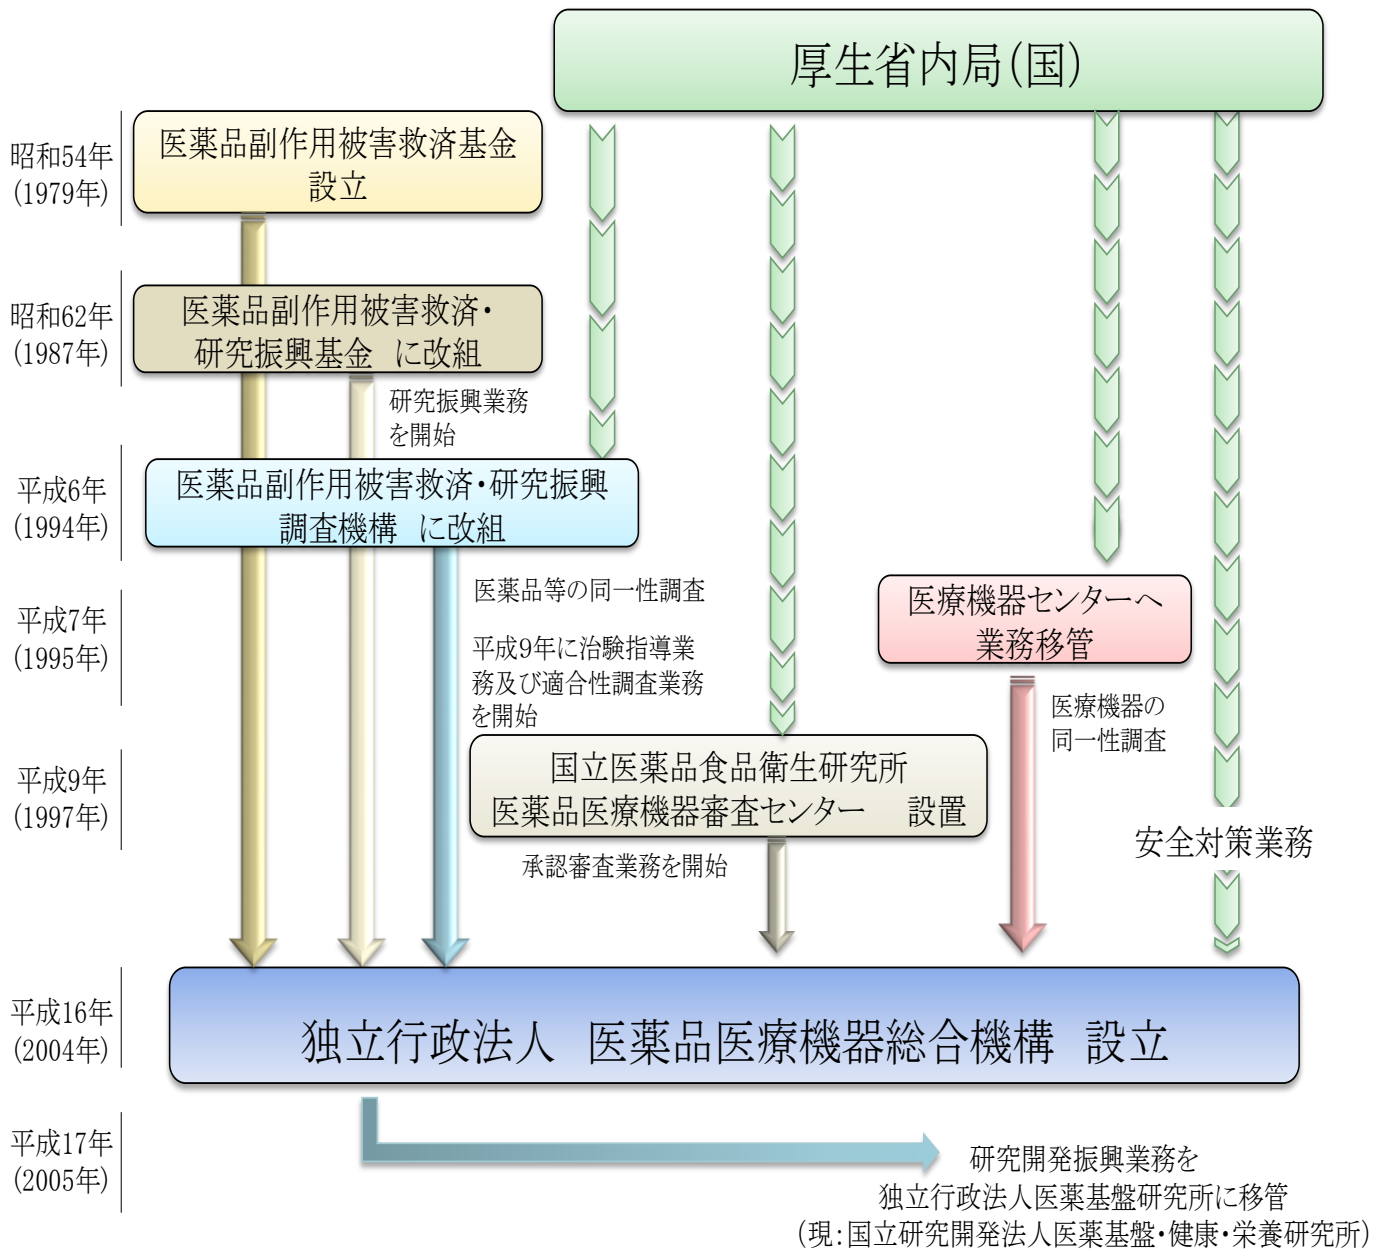 厚生省内局(国)
昭和54年
(1979年)
医薬品副作用被害救済基金
設立
昭和62年
(1987年)
医薬品副作用被害救済・
研究振興基金 に改組
研究振興業務
を開始
平成6年
(1994年)
医薬品副作用被害救済・研究振興
調査機構 に改組
医薬品等の同一性調査
平成9年に治験指導業
務及び適合性調査業務
を開始
平成7年
(1995年)
医療機器センターへ
業務移管
医療機器の
同一性調査
平成9年
(1997年)
国立医薬品食品衛生研究所
医薬品医療機器審査センター 設置
承認審査業務を開始
安全対策業務
平成16年
(2004年)
独立行政法人 医薬品医療機器総合機構 設立
平成17年
(2005年)
研究開発振興業務を
独立行政法人医薬基盤研究所に移管
(現:国立研究開発法人医薬基盤・健康・栄養研究所)